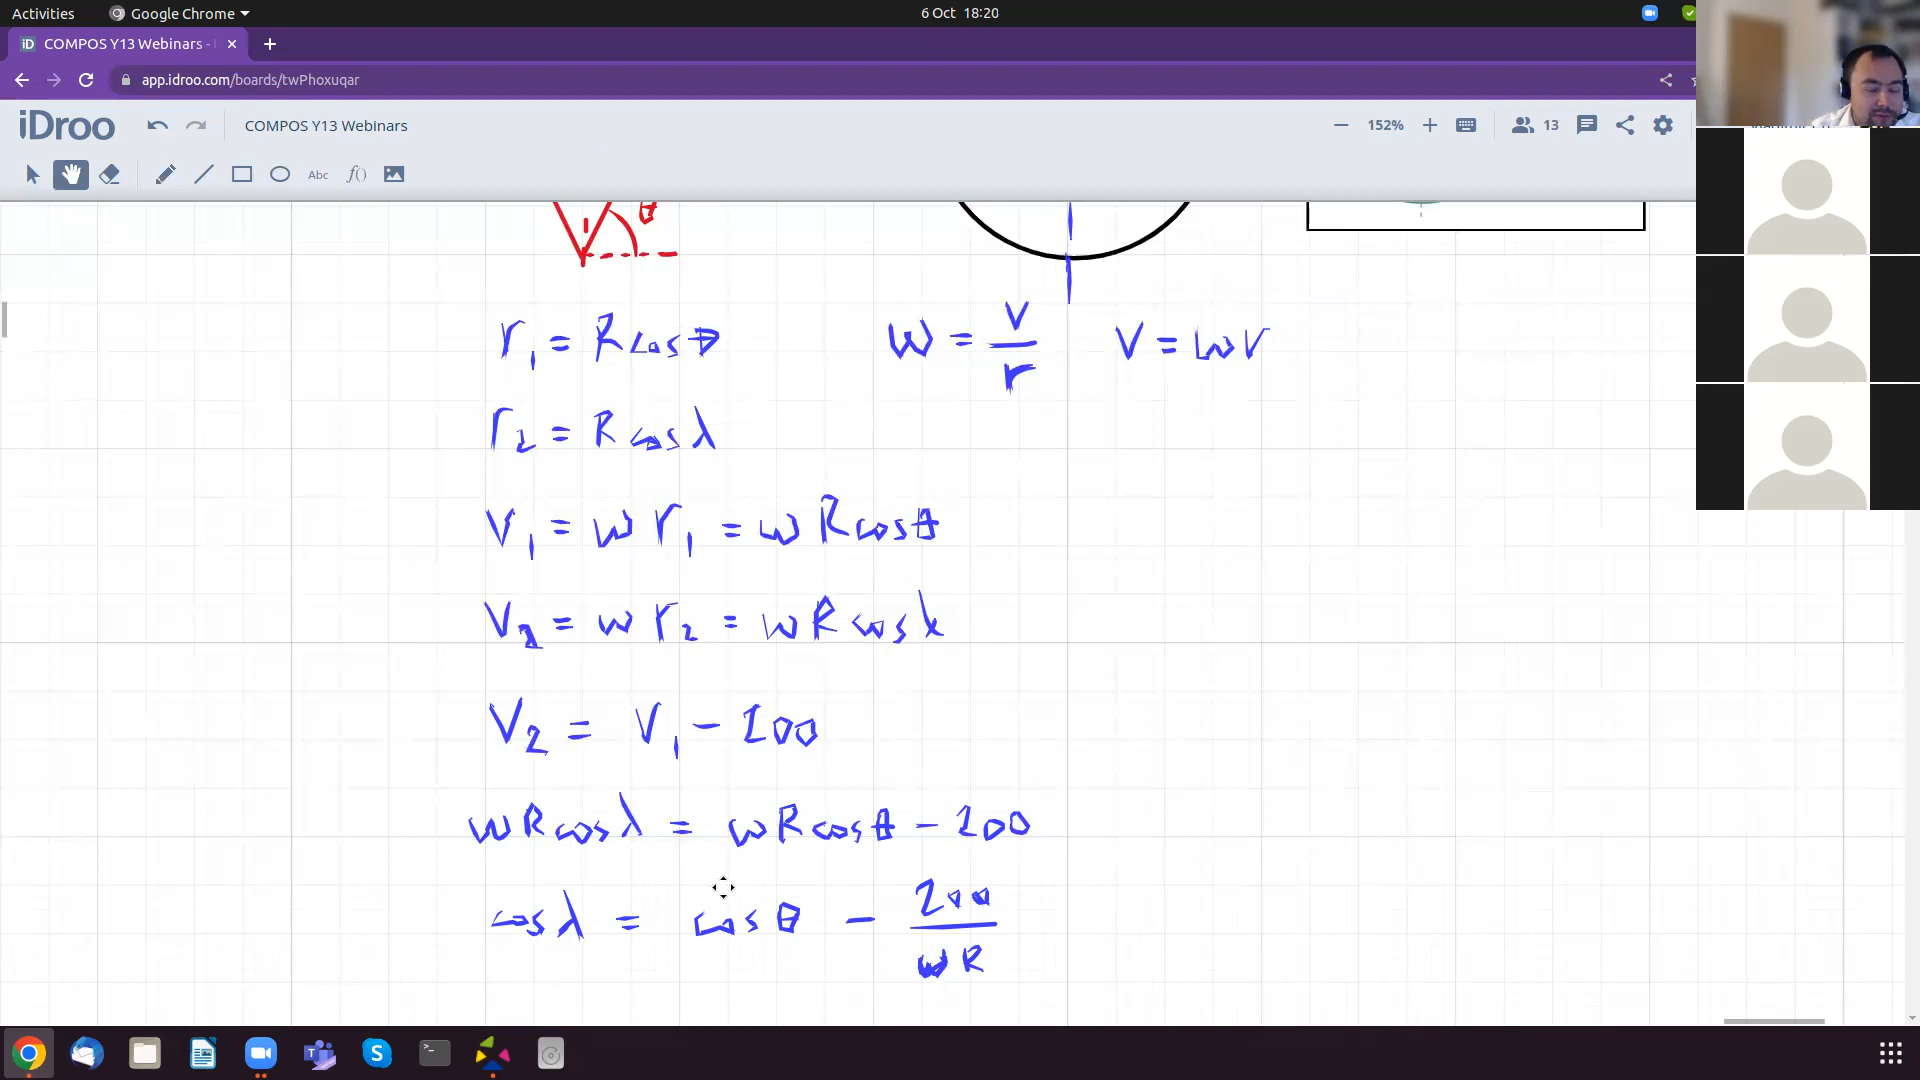 Activities Google Chrome 6 Oct 18:20
iD COMPOS Y13 Webinars -
app.idroo.com/boards/twPhoxuqar
iDroo COMPOS Y13 Webinars 152% 13
Abc f()
θ
r₁ = R cos θ
ω = v/r
V = ω r
r₂ = R cos λ
V₁ = ω r₁ = ω R cos θ
V₂ = ω r₂ = ω R cos λ
V₂ = V₁ - 200
ω R cos λ = ω R cos θ - 200
cos λ = cos θ - 200/ωR